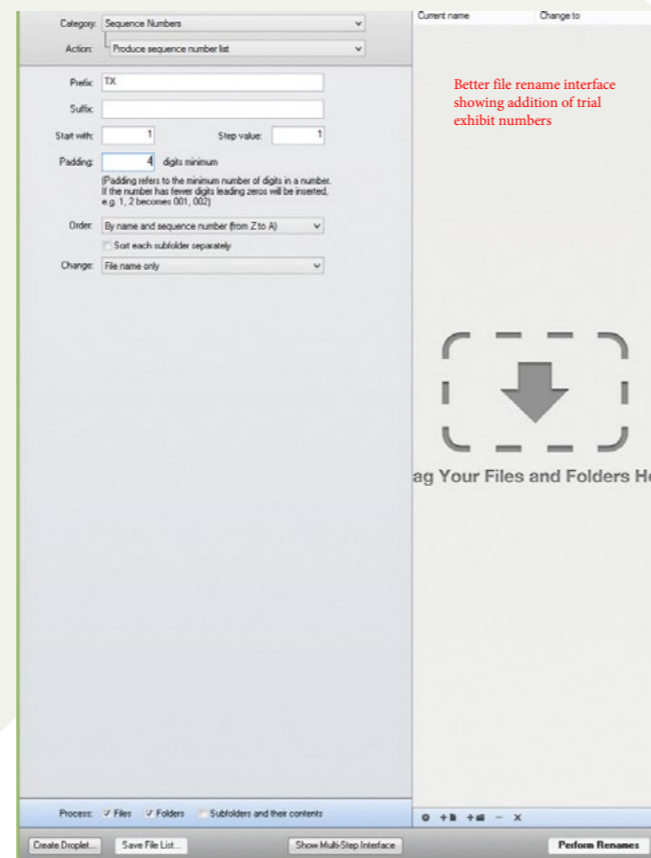 Category: Sequence Numbers
Action: Produce sequence number list
Prefix: TX
Suffix:
Start with: 1 Step value: 1
Padding: 4 digits minimum
(Padding refers to the minimum number of digits in a number.
If the number has fewer digits leading zeros will be inserted,
e.g. 1, 2 becomes 001, 002)
Order: By name and sequence number (from Z to A)
Sort each subfolder separately
Change: File name only
Process: Files Folders Subfolders and their contents
Create Droplet... Save File List... Show Multi-Step Interface
Current name Change to
Better file rename interface
showing addition of trial
exhibit numbers
ag Your Files and Folders He
Perform Renames